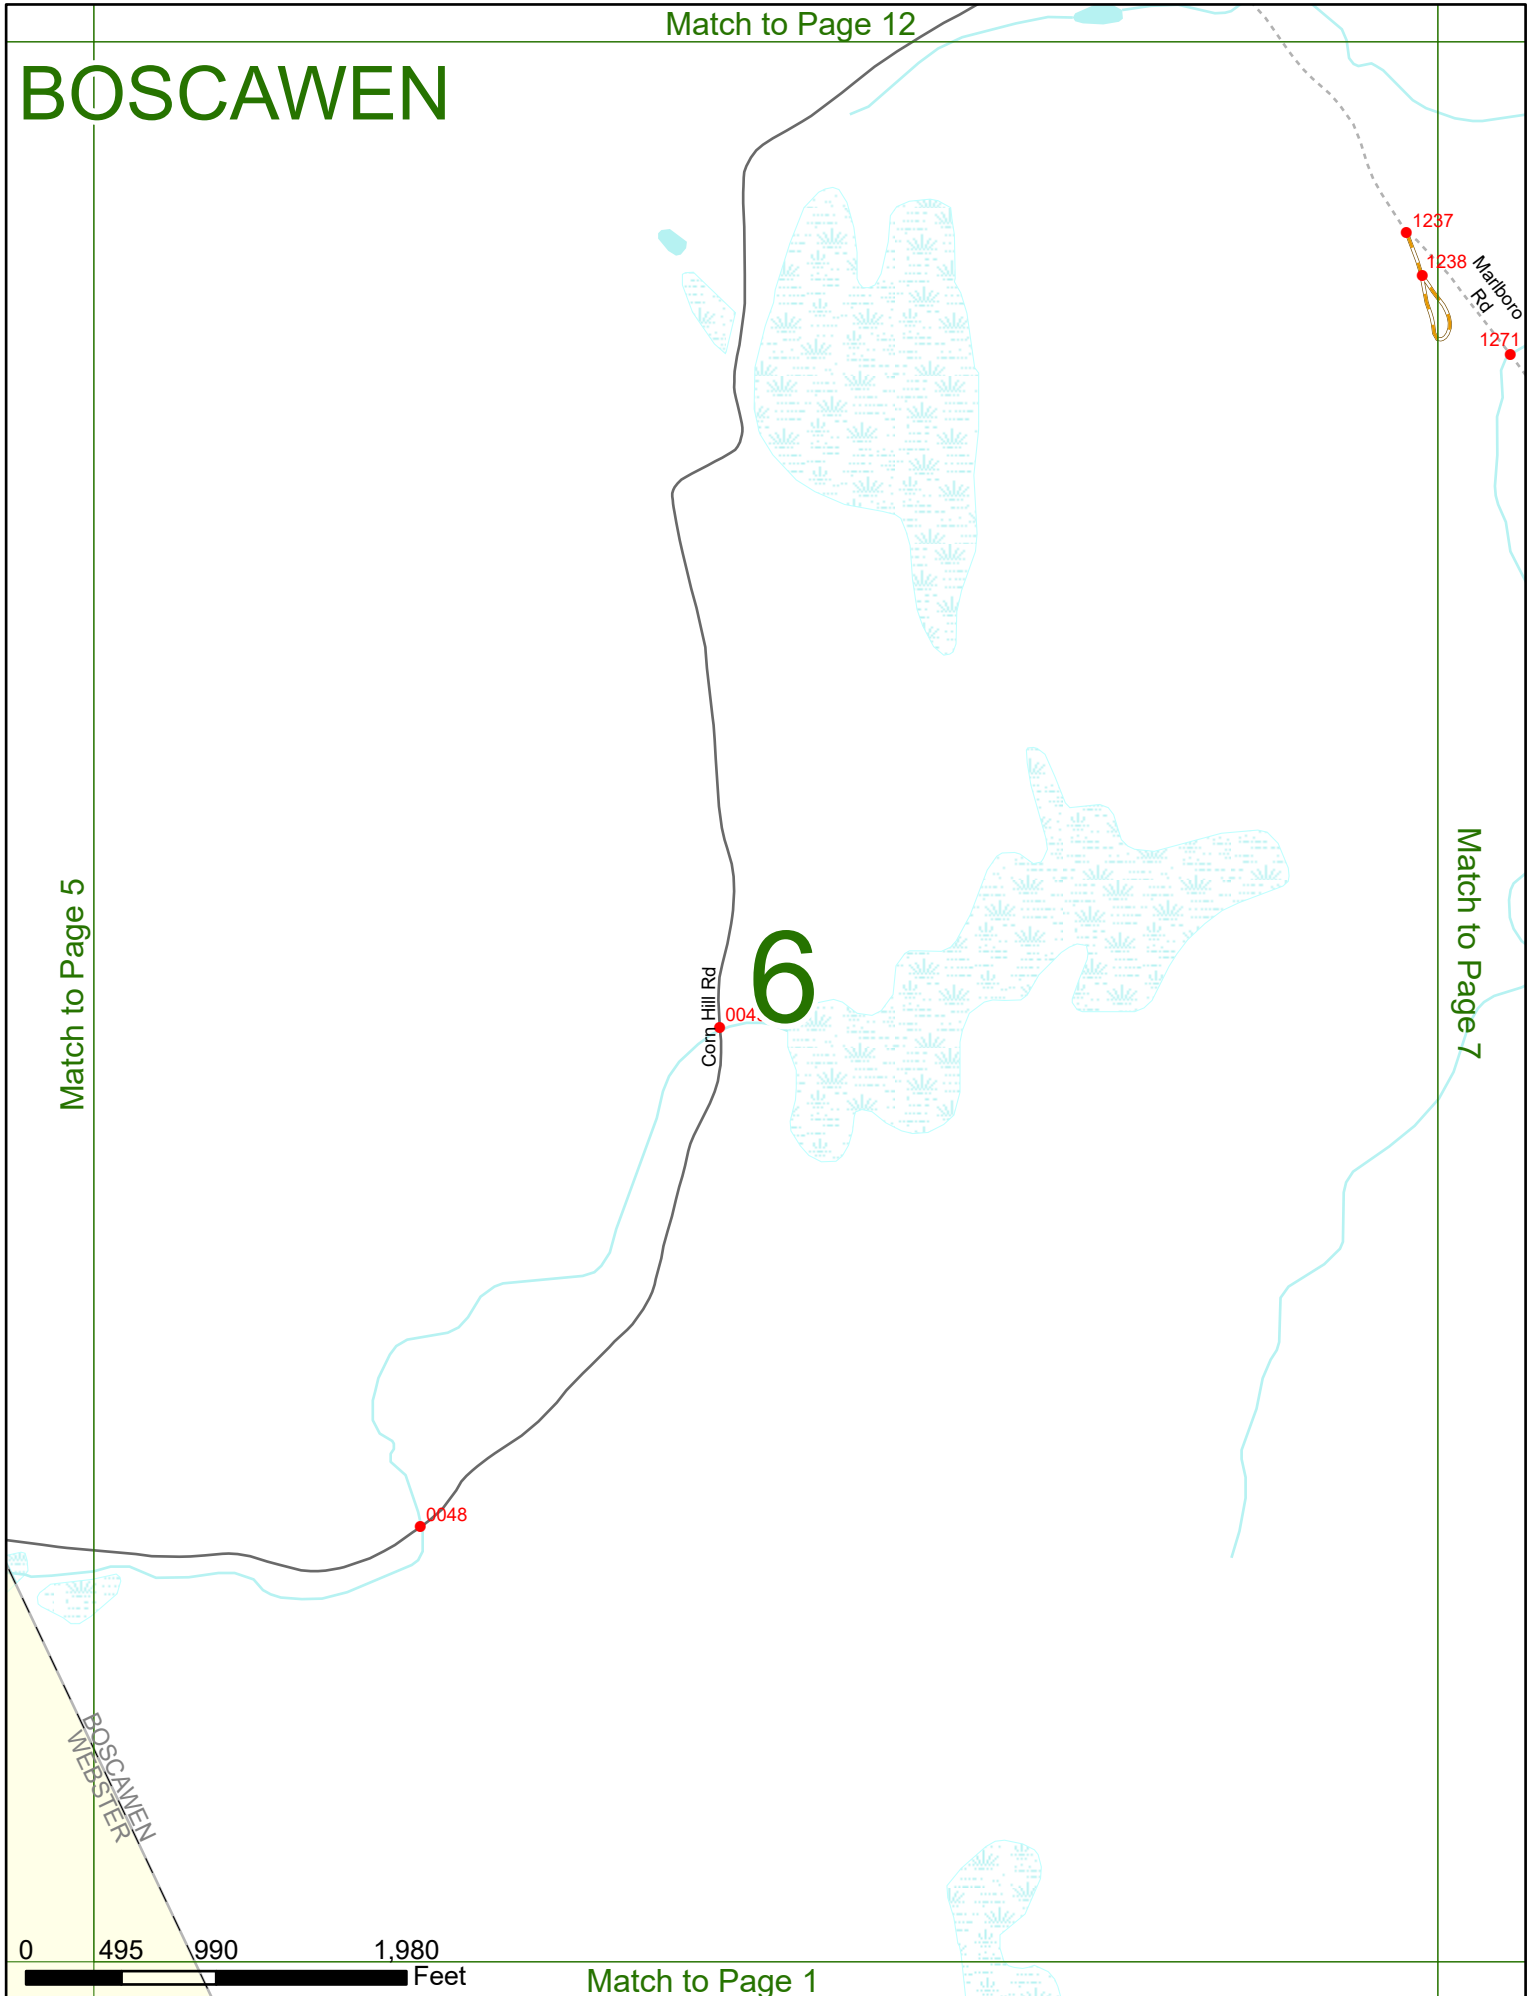 Match to Page 12
BOSCAWEN
1237
1238
Marlboro
Rd
1271
Match to Page 5
Match to Page 7
6
Corn Hill Rd
0048
BOSCAWEN
WEBSTER
0 495 990 1,980
Feet
Match to Page 1